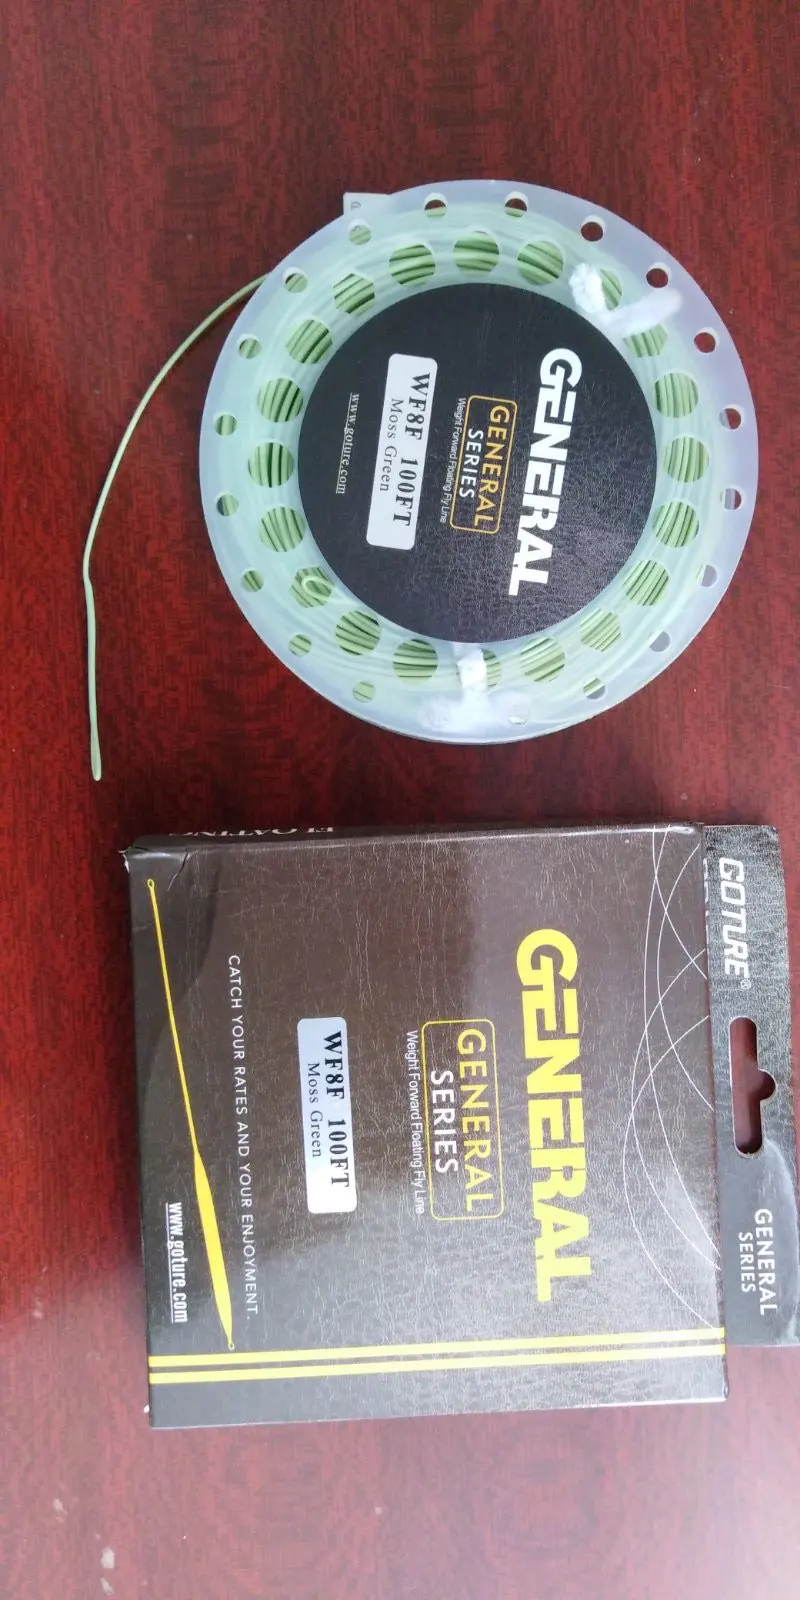 GENERAL
GENERAL
SERIES
Weight Forward Floating Fly Line
WF8F 100FT
Moss Green
www.goture.com
FLOATING
GOTURE®
GENERAL
SERIES
GENERAL
GENERAL
SERIES
Weight Forward Floating Fly Line
WF8F 100FT
Moss Green
CATCH YOUR RATES AND YOUR ENJOYMENT.
www.goture.com